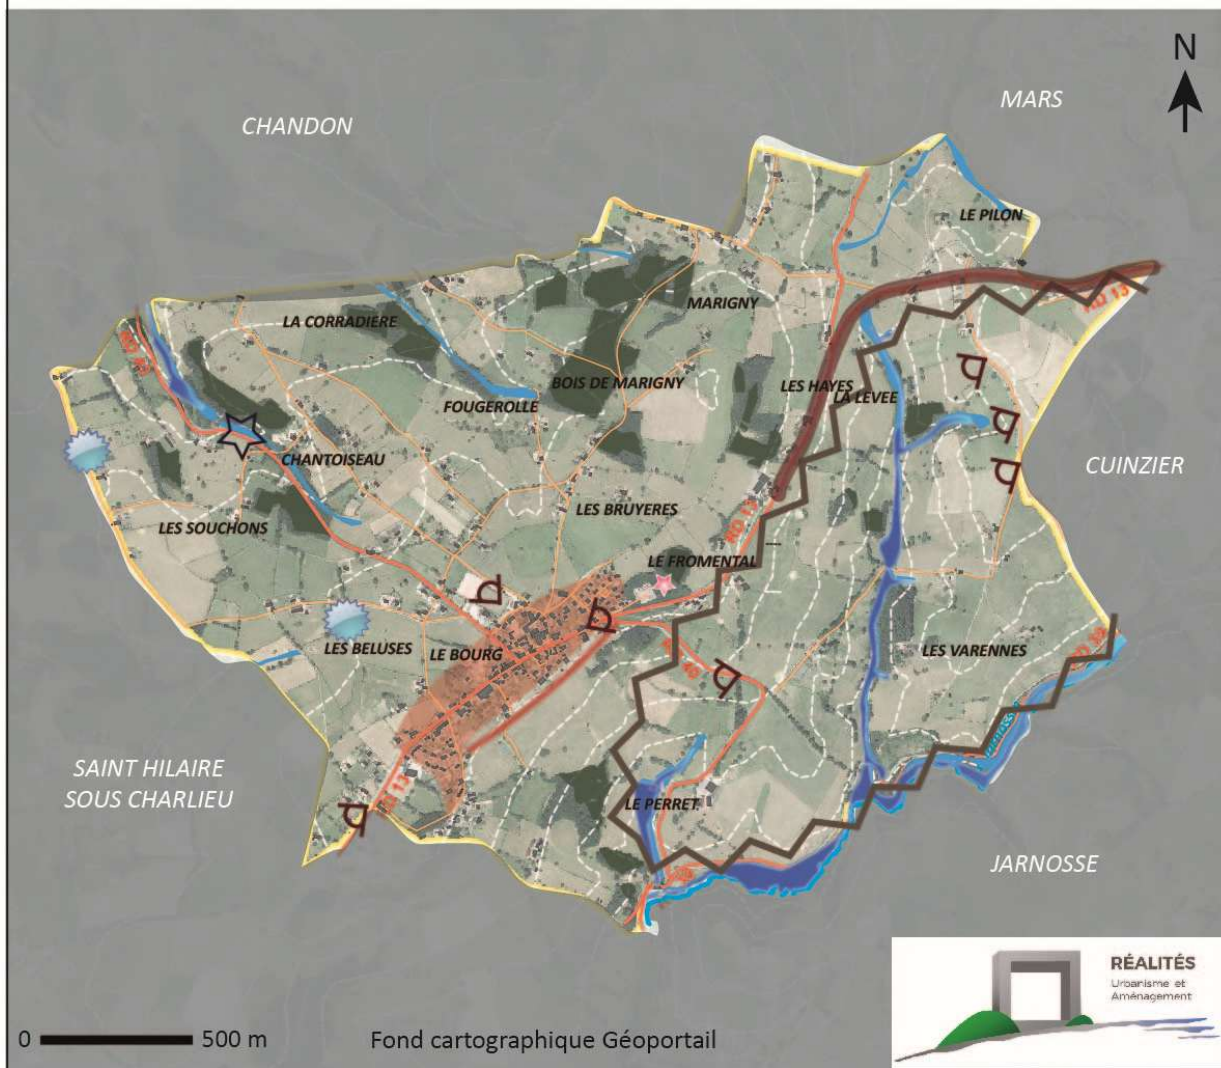 N
MARS
CHANDON
LE PILON
MARIGNY
LA CORRADIERE
RD 13
BOIS DE MARIGNY
LES HAYES
LA LEVEE
FOUGEROLLE
CHANTOISEAU
CUINZIER
LES SOUCHONS
LES BRUYERES
RD 13
LE FROMENTAL
LES BELUSES
LE BOURG
LES VARENNES
SAINT HILAIRE
SOUS CHARLIEU
LE PERRET
JARNOSSE
RÉALITÉS
Urbanisme et
Aménagement
0
500 m
Fond cartographique Géoportail